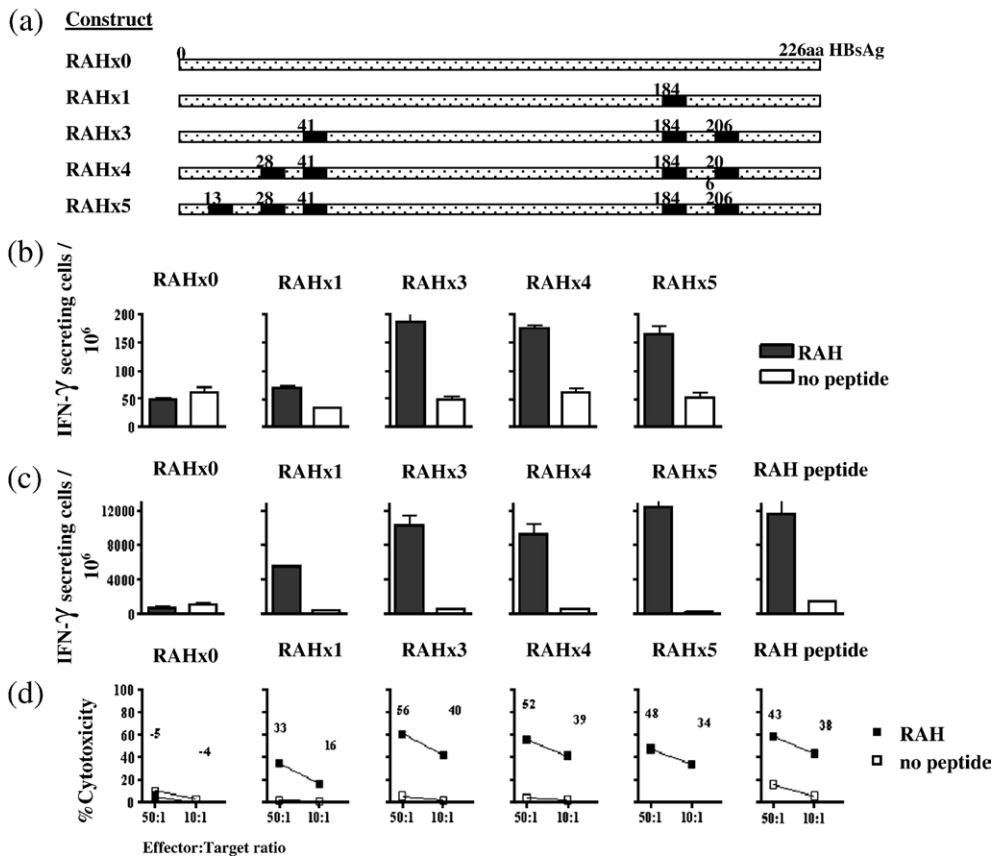 (a) Construct
0 226aa HBsAg
RAHx0
184
RAHx1
41 184 206
RAHx3
28 41 184 20
RAHx4
6
13 28 41 184 206
RAHx5
(b)
IFN-γ secreting cells / 10⁶
RAHx0 RAHx1 RAHx3 RAHx4 RAHx5
200
150
100
50
0
RAH
no peptide
(c)
IFN-γ secreting cells / 10⁶
RAHx0 RAHx1 RAHx3 RAHx4 RAHx5 RAH peptide
12000
8000
4000
0
(d)
%Cytotoxicity
RAHx0 RAHx1 RAHx3 RAHx4 RAHx5 RAH peptide
100
80
60
40
20
0
-5 -4 33 16 56 40 52 39 48 34 43 38
RAH
no peptide
50:1 10:1 50:1 10:1 50:1 10:1 50:1 10:1 50:1 10:1 50:1 10:1
Effector:Target ratio